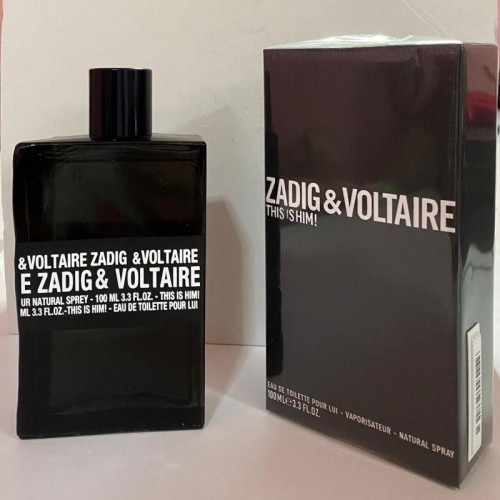 &VOLTAIRE ZADIG &VOLTAIRE
E ZADIG & VOLTAIRE
UR NATURAL SPREY - 100 ML 3.3 FL.OZ. - THIS IS HIM!
ML 3.3 FL.OZ.-THIS IS HIM! - EAU DE TOILETTE POUR LUI
ZADIG & VOLTAIRE
THIS IS HIM!
EAU DE TOILETTE POUR LUI - VAPORISATEUR - NATURAL SPRAY
100 ML℮3.3 FL.OZ.